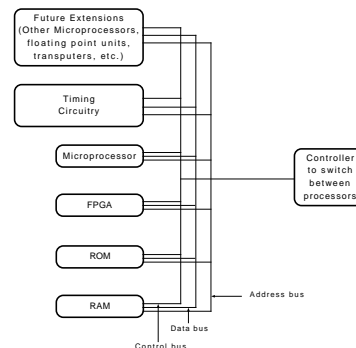 Future Extensions
(Other Microprocessors,
floating point units,
transputers, etc.)
Timing
Circuitry
Microprocessor
Controller
to switch
between
processors
FPGA
ROM
RAM
Address bus
Data bus
Control bus